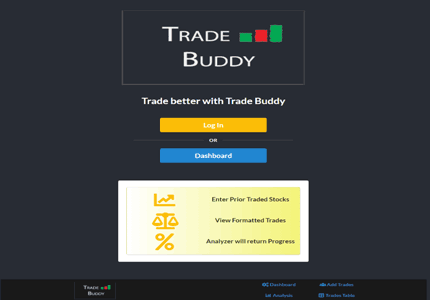 TRADE
BUDDY
Trade better with Trade Buddy
Log In
OR
Dashboard
Enter Prior Traded Stocks
View Formatted Trades
%
Analyzer will return Progress
TRADE
BUDDY
Dashboard
Add Trades
Analysis
Trades Table